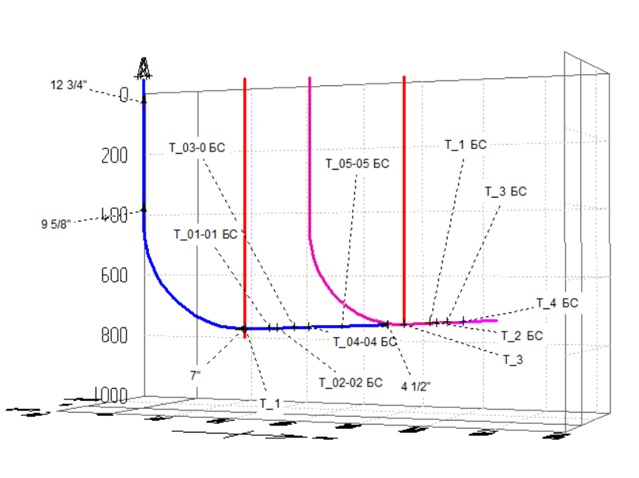 12 3/4"
0
T_1 БС
T_03-0 БС
200
T_05-05 БС
T_3 БС
400
9 5/8"
T_01-01 БС
600
T_4 БС
800
T_04-04 БС
T_2 БС
T_3
7"
T_02-02 БС
4 1/2"
1000
T_1